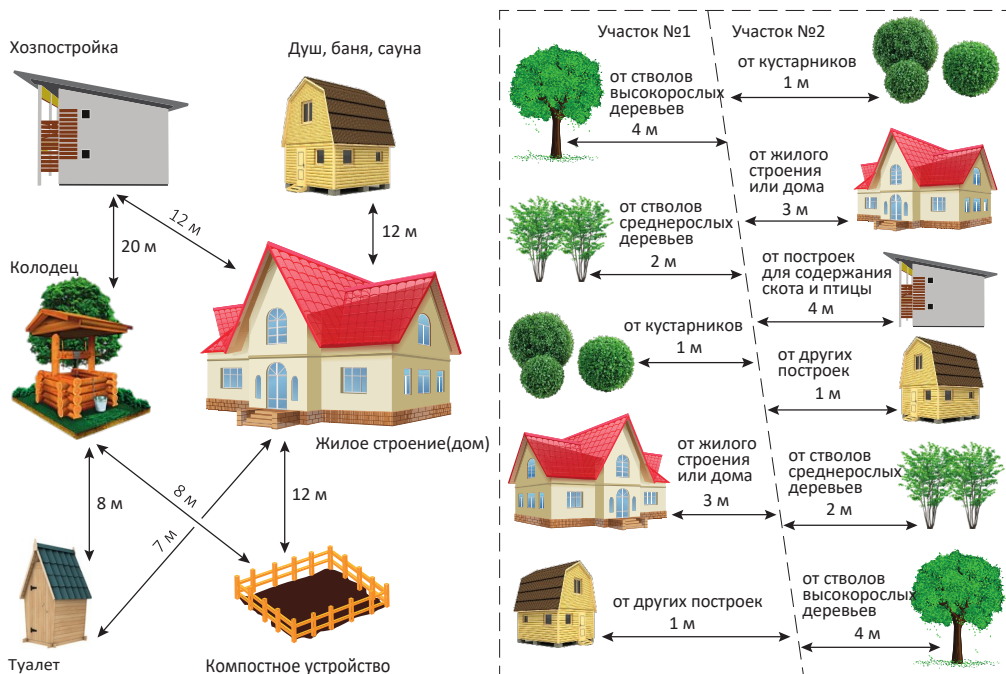 Хозпостройка
Душ, баня, сауна
12 м
20 м
12 м
Колодец
Жилое строение(дом)
8 м
8 м
7 м
12 м
Туалет
Компостное устройство
Участок №1
Участок №2
от стволов
высокорослых
деревьев
4 м
от кустарников
1 м
от жилого
строения
или дома
3 м
от стволов
среднерослых
деревьев
2 м
от построек
для содержания
скота и птицы
4 м
от кустарников
1 м
от других
построек
1 м
от жилого
строения
или дома
3 м
от стволов
среднерослых
деревьев
2 м
от других построек
1 м
от стволов
высокорослых
деревьев
4 м